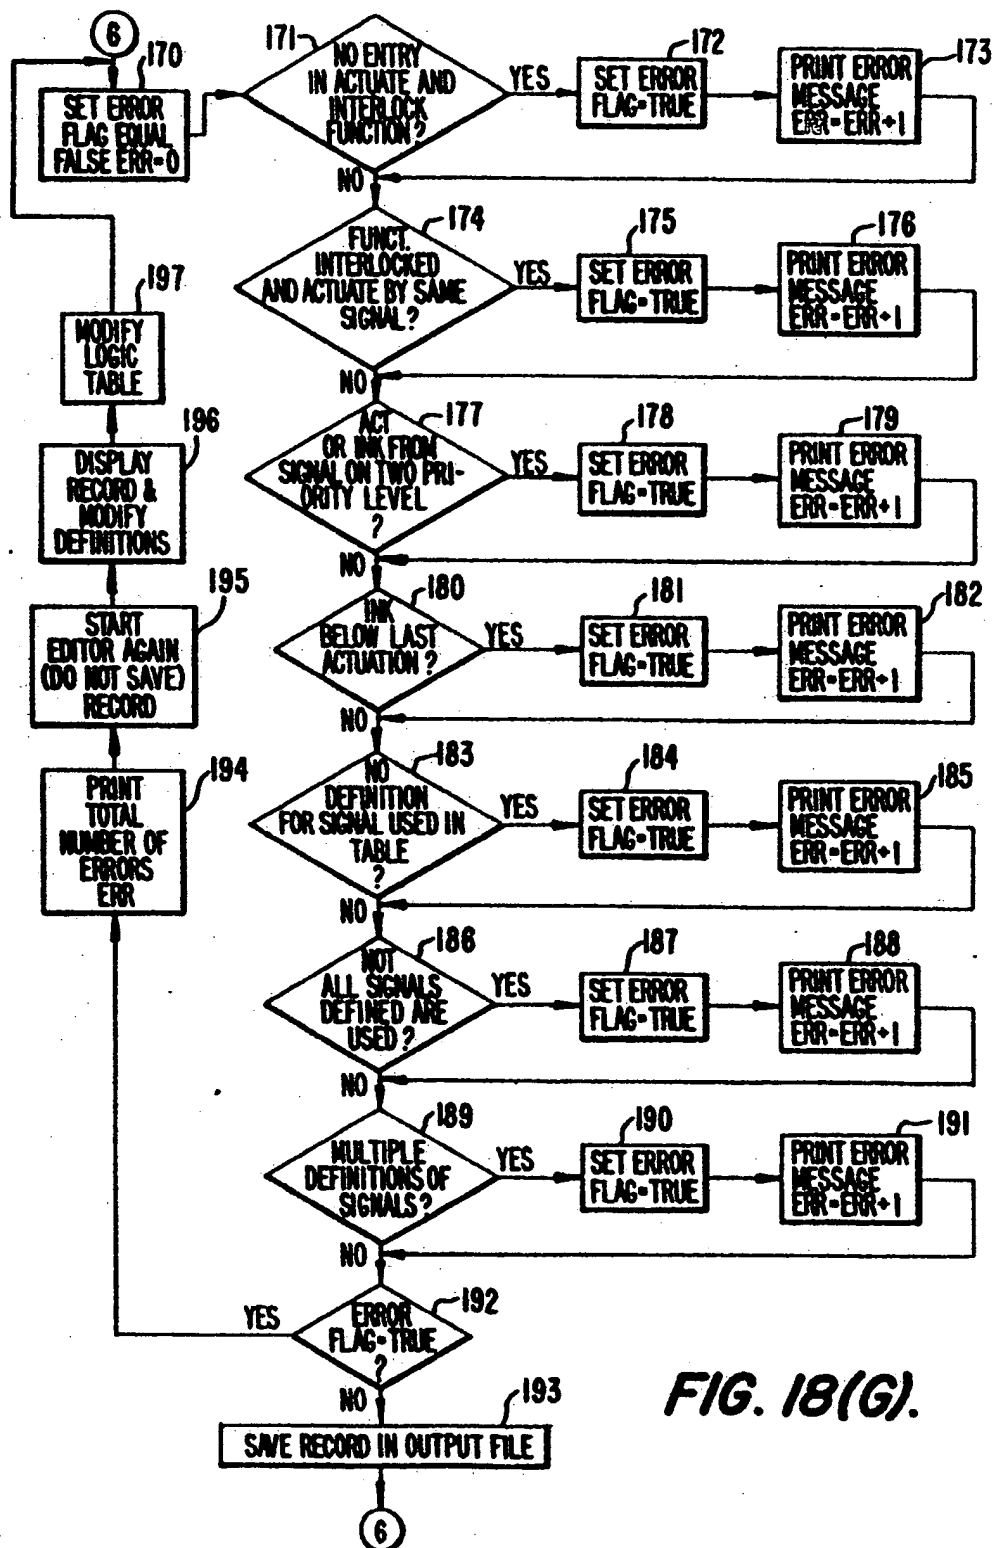 6
170
SET ERROR
FLAG EQUAL
FALSE ERR=0
171
NO ENTRY
IN ACTUATE AND
INTERLOCK
FUNCTION?
YES
172
SET ERROR
FLAG=TRUE
173
PRINT ERROR
MESSAGE
ERR=ERR+1
NO
174
FUNCT.
INTERLOCKED
AND ACTUATE BY SAME
SIGNAL?
YES
175
SET ERROR
FLAG=TRUE
176
PRINT ERROR
MESSAGE
ERR=ERR+1
NO
177
ACT
OR INK FROM
SIGNAL ON TWO PRI-
ORITY LEVEL
?
YES
178
SET ERROR
FLAG=TRUE
179
PRINT ERROR
MESSAGE
ERR=ERR+1
NO
180
INK
BELOW LAST
ACTUATION?
YES
181
SET ERROR
FLAG=TRUE
182
PRINT ERROR
MESSAGE
ERR=ERR+1
NO
183
NO
DEFINITION
FOR SIGNAL USED IN
TABLE
?
YES
184
SET ERROR
FLAG=TRUE
185
PRINT ERROR
MESSAGE
ERR=ERR+1
NO
186
NOT
ALL SIGNALS
DEFINED ARE
USED?
YES
187
SET ERROR
FLAG=TRUE
188
PRINT ERROR
MESSAGE
ERR=ERR+1
NO
189
MULTIPLE
DEFINITIONS OF
SIGNALS?
YES
190
SET ERROR
FLAG=TRUE
191
PRINT ERROR
MESSAGE
ERR=ERR+1
NO
192
ERROR
FLAG=TRUE
?
YES
NO
193
SAVE RECORD IN OUTPUT FILE
6
194
PRINT
TOTAL
NUMBER OF
ERRORS
ERR
195
START
EDITOR AGAIN
(DO NOT SAVE)
RECORD
196
DISPLAY
RECORD &
MODIFY
DEFINITIONS
197
MODIFY
LOGIC
TABLE
FIG. 18(G).